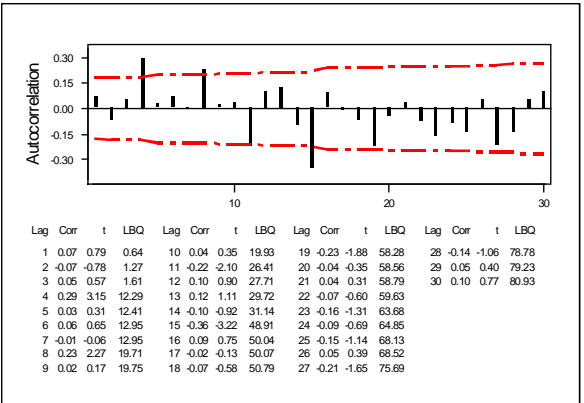 Autocorrelation
0.30
0.15
0.00
-0.15
-0.30
10 20 30
Lag Corr t LBQ Lag Corr t LBQ Lag Corr t LBQ Lag Corr t LBQ
1 0.07 0.79 0.64 10 0.04 0.35 19.93 19 -0.23 -1.88 58.28 28 -0.14 -1.06 78.78
2 -0.07 -0.78 1.27 11 -0.22 -2.10 26.41 20 -0.04 -0.35 58.56 29 0.05 0.40 79.23
3 0.05 0.57 1.61 12 0.10 0.90 27.71 21 0.04 0.31 58.79 30 0.10 0.77 80.93
4 0.29 3.15 12.29 13 0.12 1.11 29.72 22 -0.07 -0.60 59.63
5 0.03 0.31 12.41 14 -0.10 -0.92 31.14 23 -0.16 -1.31 63.68
6 0.06 0.65 12.95 15 -0.36 -3.22 48.91 24 -0.09 -0.69 64.85
7 -0.01 -0.06 12.95 16 0.09 0.75 50.04 25 -0.15 -1.14 68.13
8 0.23 2.27 19.71 17 -0.02 -0.13 50.07 26 0.05 0.39 68.52
9 0.02 0.17 19.75 18 -0.07 -0.58 50.79 27 -0.21 -1.65 75.69